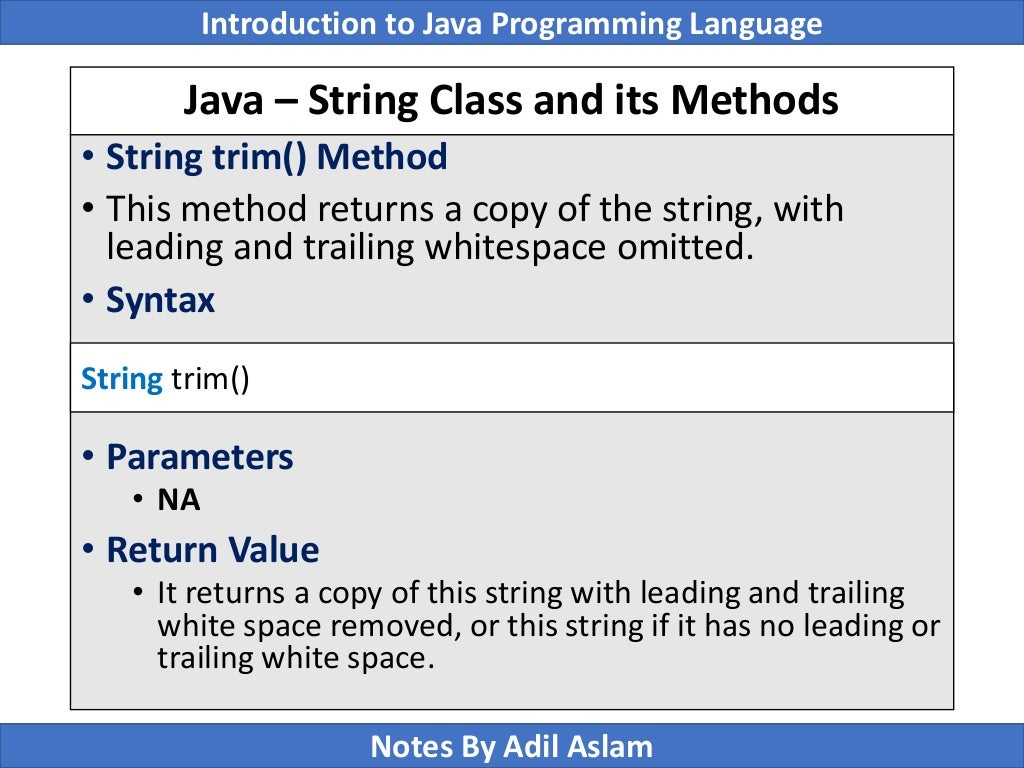 Introduction to Java Programming Language
Java – String Class and its Methods
• String trim() Method
• This method returns a copy of the string, with
leading and trailing whitespace omitted.
• Syntax
String trim()
• Parameters
• NA
• Return Value
• It returns a copy of this string with leading and trailing
white space removed, or this string if it has no leading or
trailing white space.
Notes By Adil Aslam